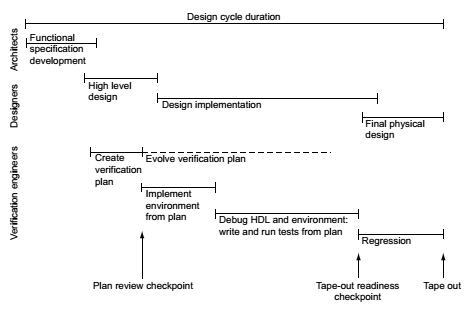 Design cycle duration
Architects
Functional
specification
development
Designers
High level
design
Design implementation
Final physical
design
Verification engineers
Create
verification
plan
Evolve verification plan
Implement
environment
from plan
Debug HDL and environment:
write and run tests from plan
Regression
Plan review checkpoint
Tape-out readiness
checkpoint
Tape out